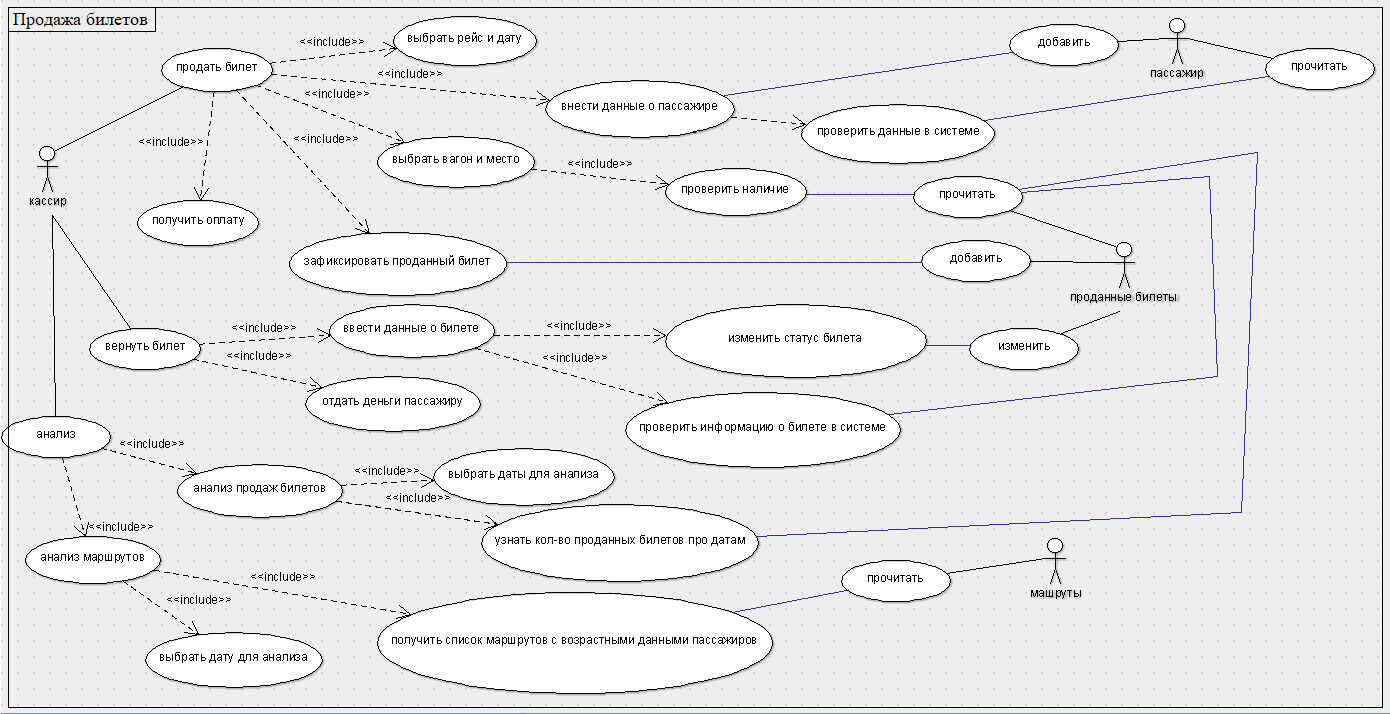 Продажа билетов
выбрать рейс и дату
<<include>>
продать билет
<<include>>
добавить
пассажир
прочитать
<<include>>
внести данные о пассажире
проверить данные в системе
<<include>>
<<include>>
выбрать вагон и место
<<include>>
проверить наличие
прочитать
кассир
получить оплату
зафиксировать проданный билет
добавить
проданные билеты
<<include>>
ввести данные о билете
<<include>>
изменить статус билета
изменить
вернуть билет
<<include>>
<<include>>
отдать деньги пассажиру
проверить информацию о билете в системе
анализ
<<include>>
анализ продаж билетов
<<include>>
выбрать даты для анализа
<<include>>
узнать кол-во проданных билетов про датам
<<include>>
анализ маршрутов
<<include>>
прочитать
машруты
<<include>>
получить список маршрутов с возрастными данными пассажиров
выбрать дату для анализа